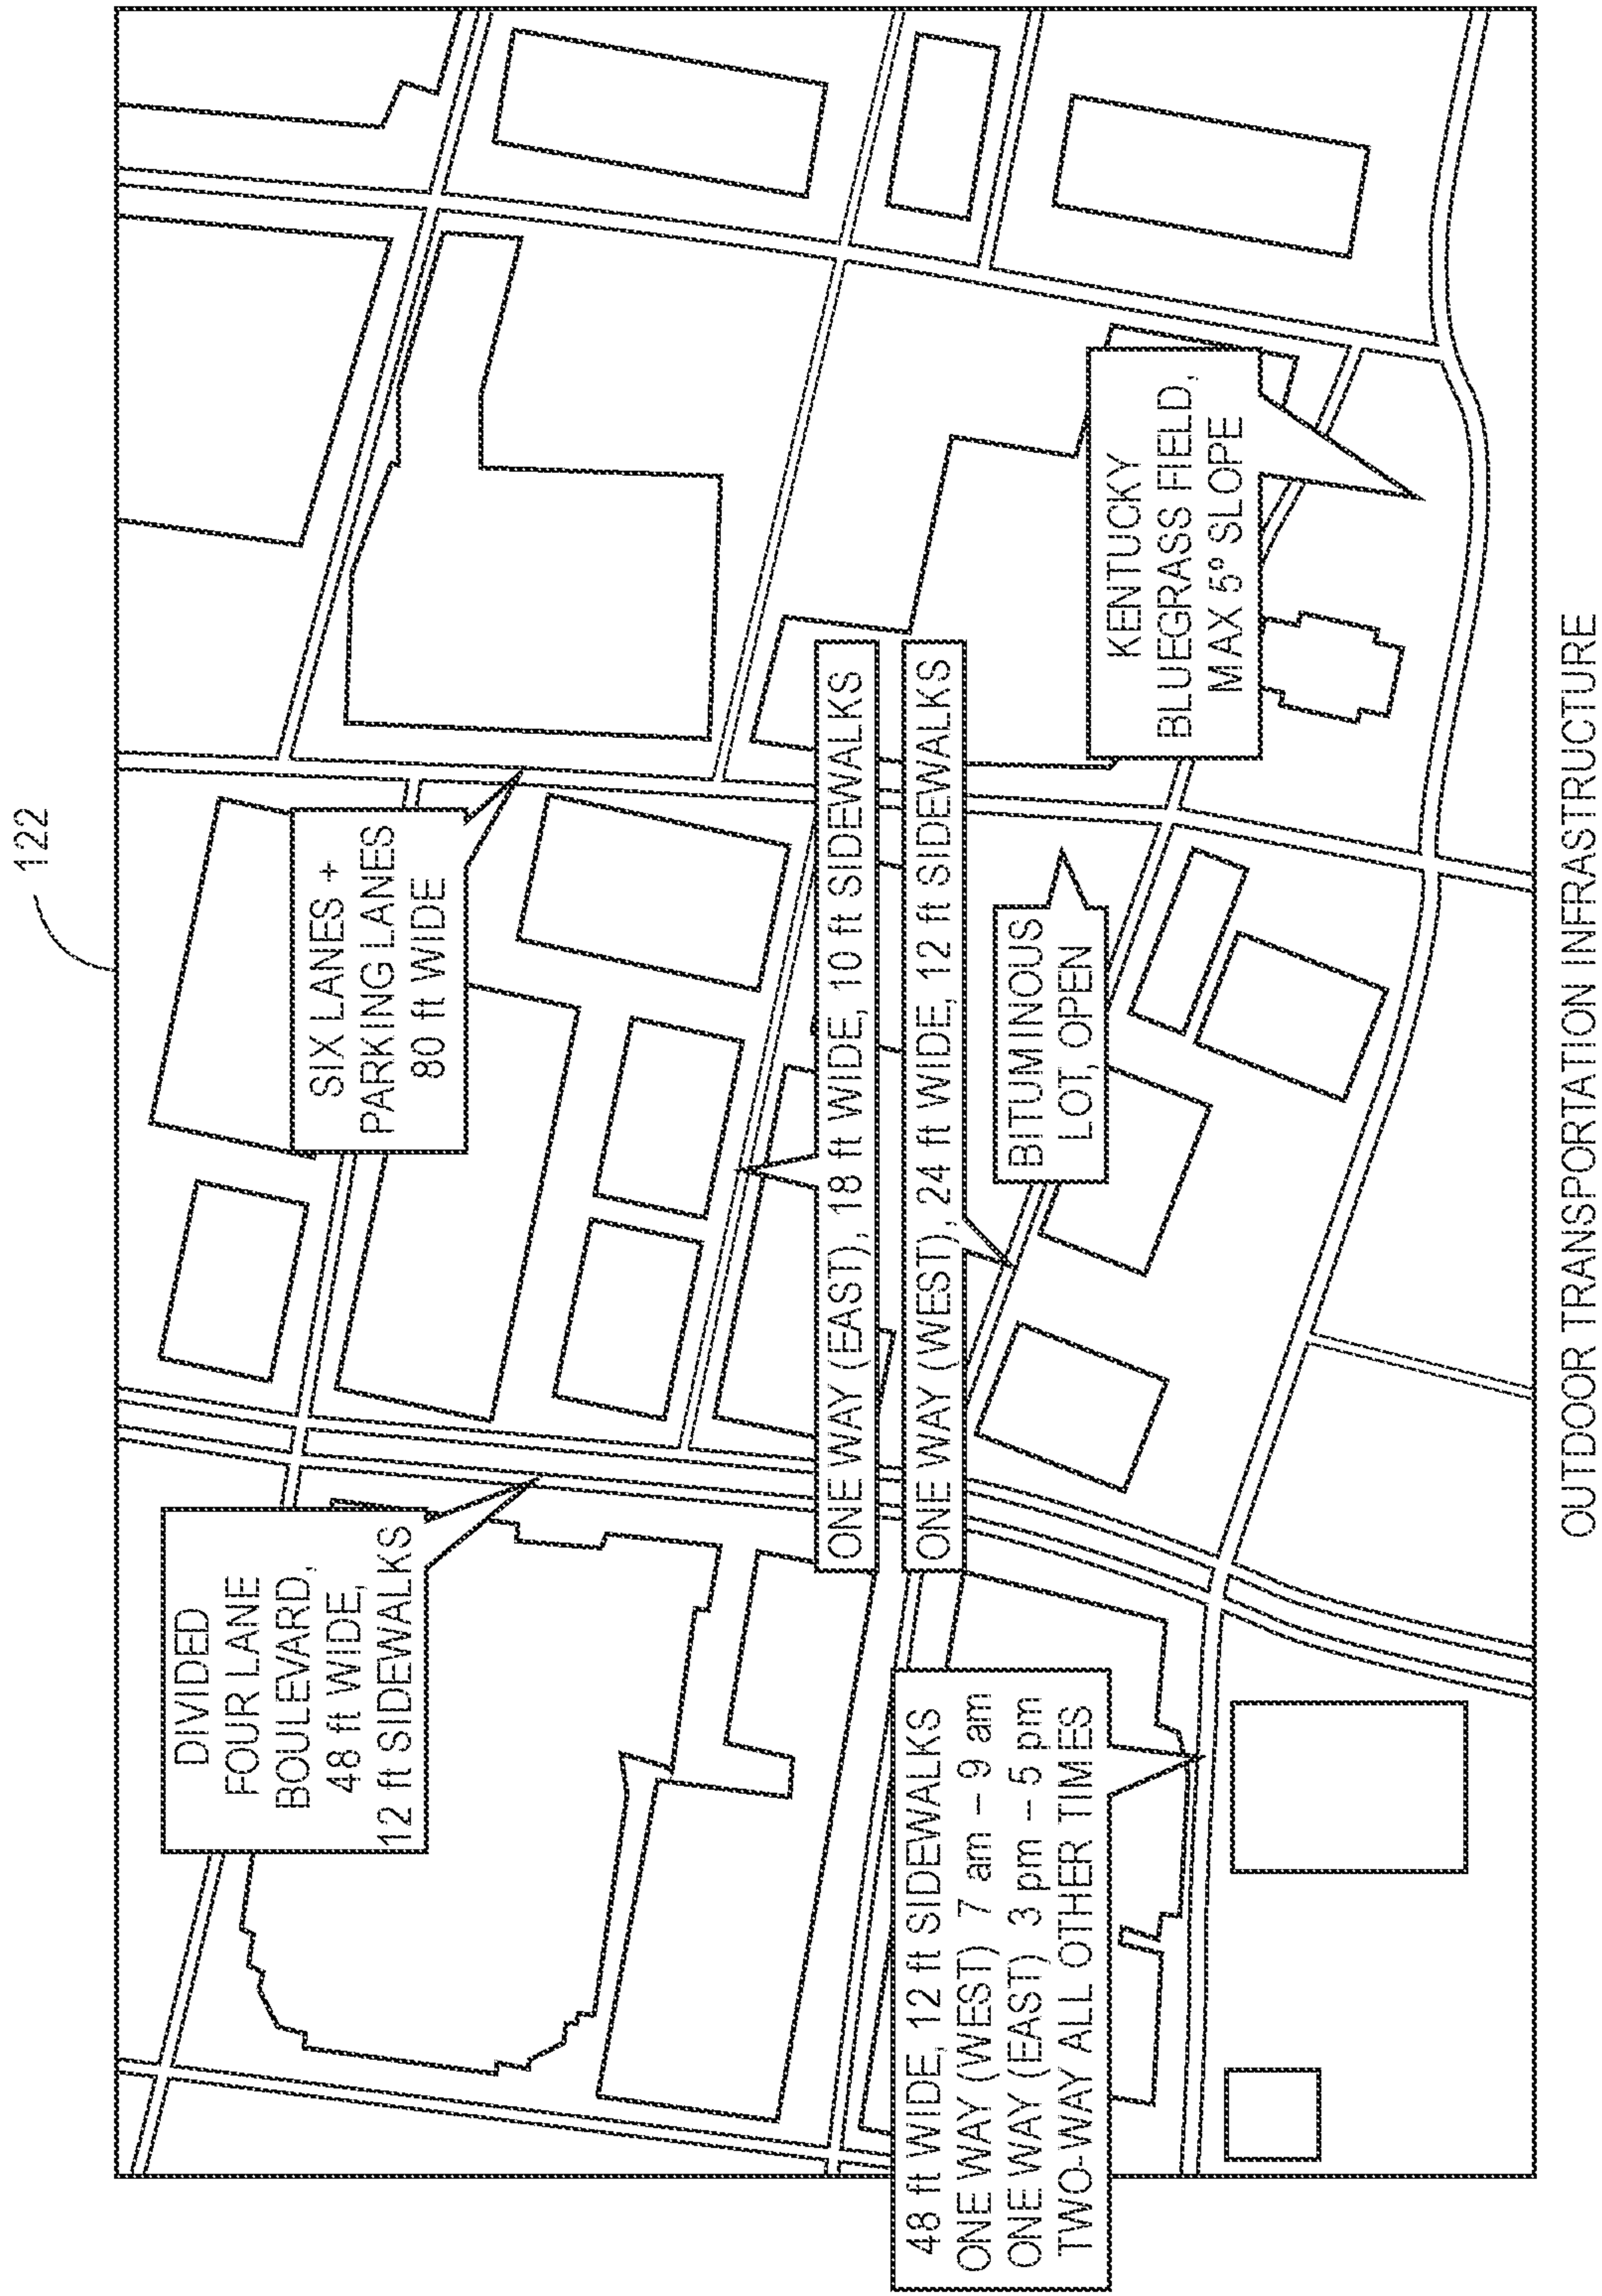 122
DIVIDED
FOUR LANE
BOULEVARD,
48 ft WIDE,
12 ft SIDEWALKS
SIX LANES +
PARKING LANES
80 ft WIDE
ONE WAY (EAST), 18 ft WIDE, 10 ft SIDEWALKS
ONE WAY (WEST), 24 ft WIDE, 12 ft SIDEWALKS
48 ft WIDE, 12 ft SIDEWALKS
ONE WAY (WEST) 7 am – 9 am
ONE WAY (EAST) 3 pm – 5 pm
TWO-WAY ALL OTHER TIMES
BITUMINOUS
LOT, OPEN
KENTUCKY
BLUEGRASS FIELD,
MAX 5º SLOPE
OUTDOOR TRANSPORTATION INFRASTRUCTURE